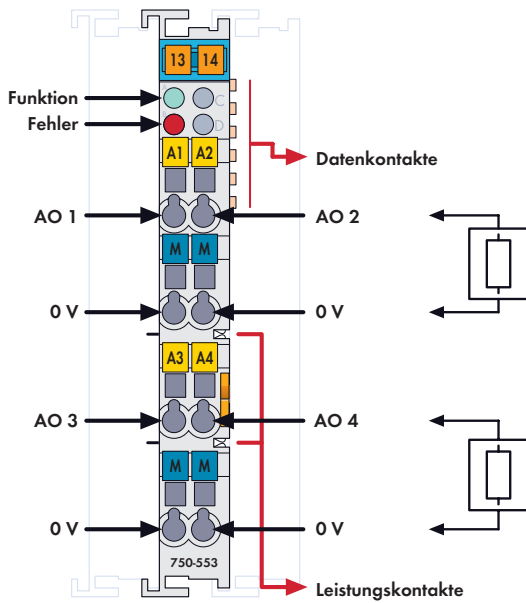 13 14
Funktion
C
Fehler
D
A1 A2
Datenkontakte
AO 1
AO 2
M M
0 V
0 V
A3 A4
AO 3
AO 4
M M
0 V
0 V
750-553
Leistungskontakte